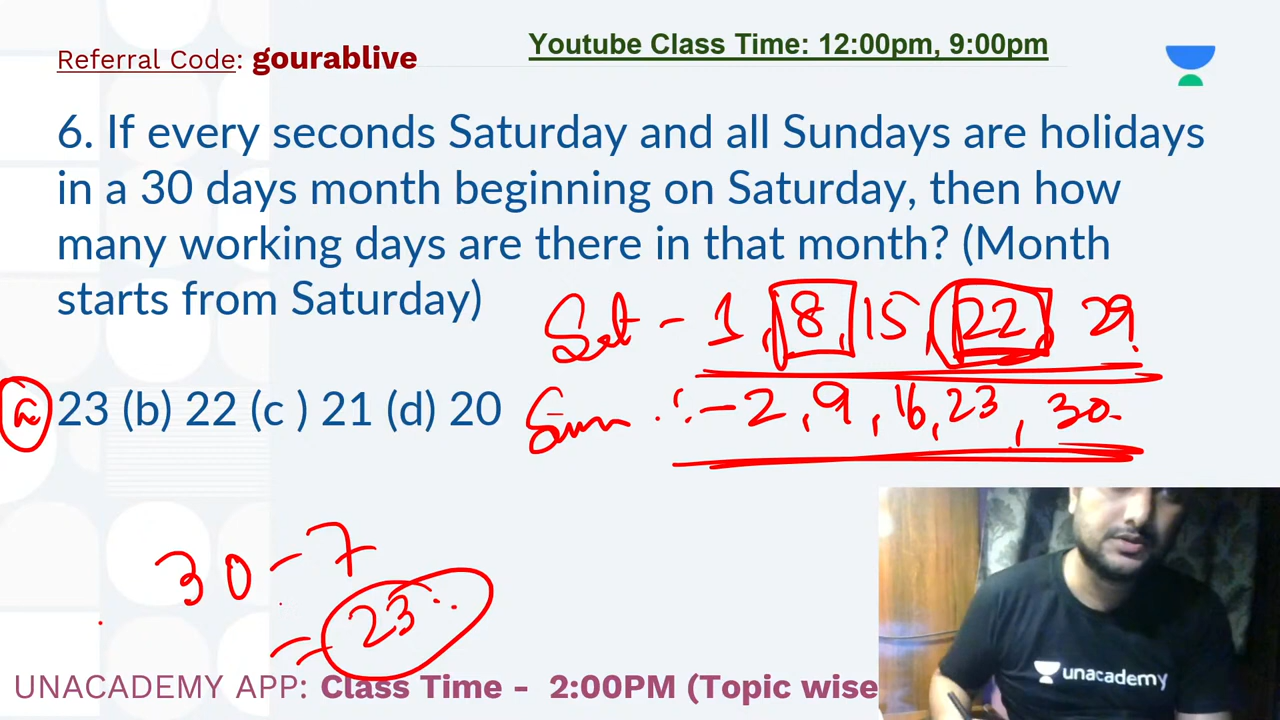 Referral Code: gourablive
Youtube Class Time: 12:00pm, 9:00pm
6. If every seconds Saturday and all Sundays are holidays
in a 30 days month beginning on Saturday, then how
many working days are there in that month? (Month
starts from Saturday)
Sat - 1, 8, 15, 22, 29
a 23 (b) 22 (c ) 21 (d) 20
Sun :- 2, 9, 16, 23, 30
30-7
= 23
unacademy
UNACADEMY APP: Class Time - 2:00PM (Topic wise